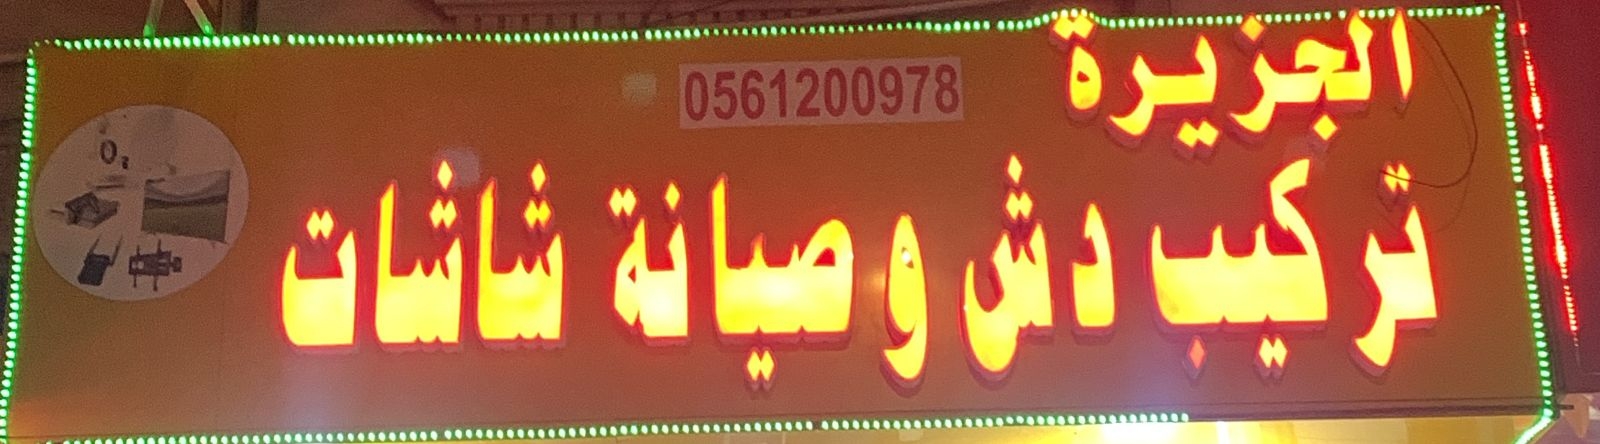 الجزيرة
0561200978
تركيب دش وصيانة شاشات